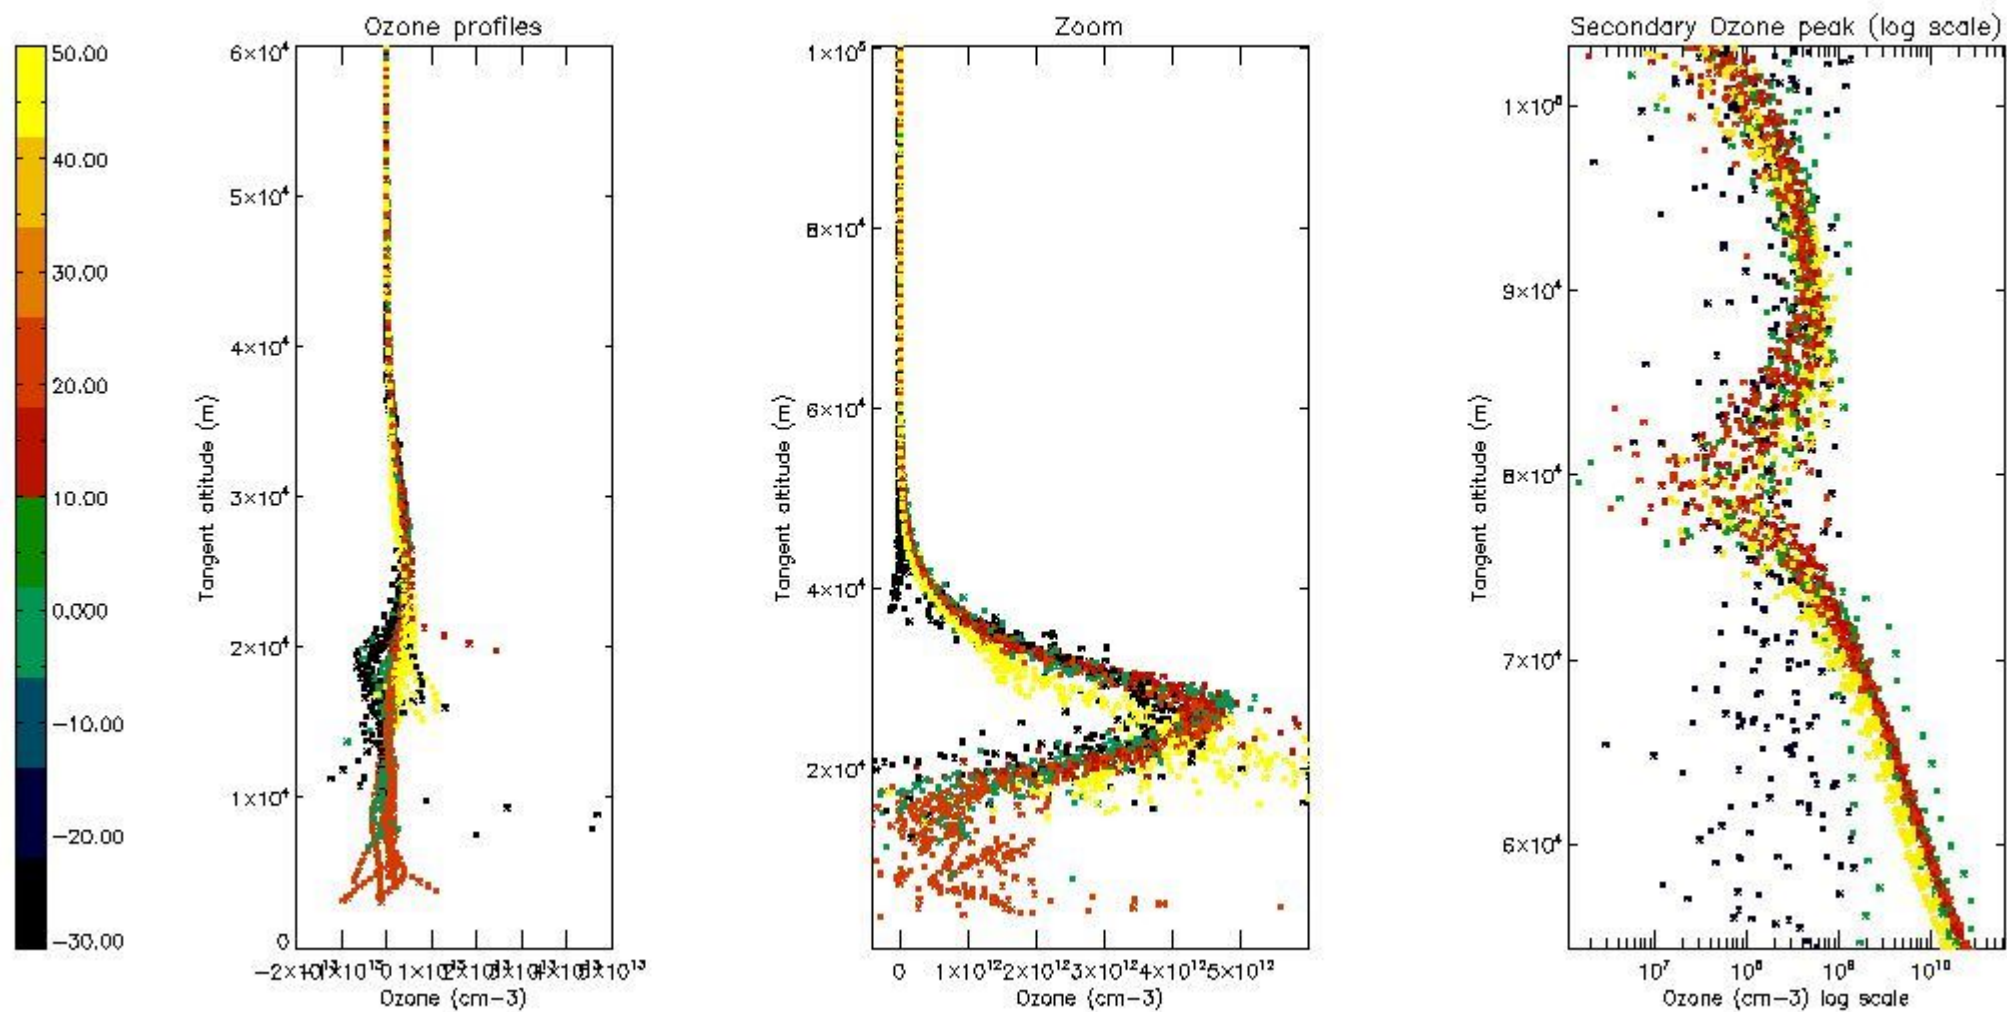 Ozone profiles
Zoom
Secondary Ozone peak (log scale)
50.00
40.00
30.00
20.00
10.00
0.000
−10.00
−20.00
−30.00
6×10⁴
5×10⁴
4×10⁴
3×10⁴
2×10⁴
1×10⁴
0
Tangent altitude (m)
0
Ozone (cm−3)
1×10⁵
8×10⁴
6×10⁴
4×10⁴
2×10⁴
Tangent altitude (m)
0 1×10¹² 2×10¹² 3×10¹² 4×10¹² 5×10¹²
Ozone (cm−3)
9×10⁴
8×10⁴
7×10⁴
6×10⁴
Tangent altitude (m)
10⁷ 10⁸ 10⁹ 10¹⁰
Ozone (cm−3) log scale